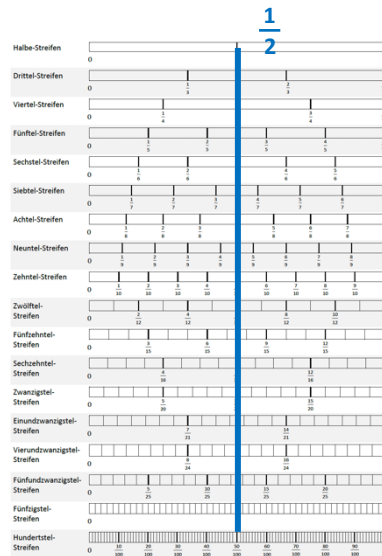 1
2
Halbe-Streifen
0
Drittel-Streifen
0 1/3 2/3
Viertel-Streifen
0 1/4 3/4
Fünftel-Streifen
0 1/5 2/5 3/5 4/5
Sechstel-Streifen
0 1/6 2/6 4/6 5/6
Siebtel-Streifen
0 1/7 2/7 3/7 4/7 5/7 6/7
Achtel-Streifen
0 1/8 2/8 3/8 5/8 6/8 7/8
Neuntel-Streifen
0 1/9 2/9 3/9 4/9 5/9 6/9 7/9 8/9
Zehntel-Streifen
0 1/10 2/10 3/10 4/10 6/10 7/10 8/10 9/10
Zwölftel-
Streifen
0 2/12 4/12 8/12 10/12
Fünfzehntel-
Streifen
0 3/15 6/15 9/15 12/15
Sechzehntel-
Streifen
0 4/16 12/16
Zwanzigstel-
Streifen
0 5/20 15/20
Einundzwanzigstel-
Streifen
0 7/21 14/21
Vierundzwanzigstel-
Streifen
0 8/24 16/24
Fünfundzwanzigstel-
Streifen
0 5/25 10/25 15/25 20/25
Fünfzigstel-
Streifen
0
Hundertstel-
Streifen
0 10/100 20/100 30/100 40/100 50/100 60/100 70/100 80/100 90/100